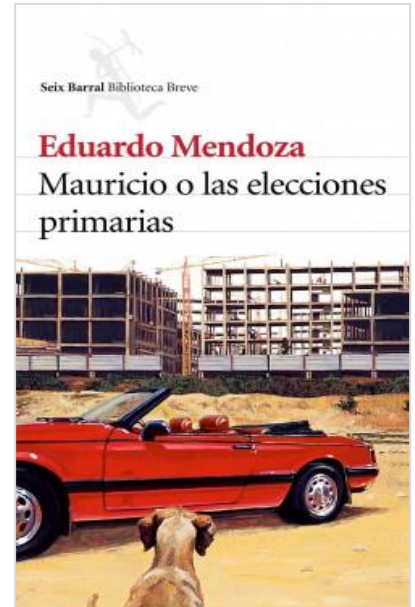 Seix Barral Biblioteca Breve
Eduardo Mendoza
Mauricio o las elecciones
primarias